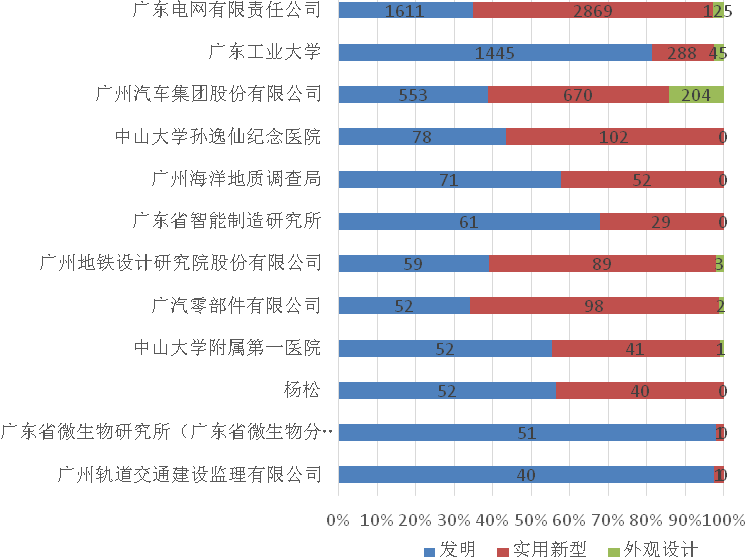 广东电网有限责任公司 1611 2869 125
广东工业大学 1445 288 45
广州汽车集团股份有限公司 553 670 204
中山大学孙逸仙纪念医院 78 102 0
广州海洋地质调查局 71 52 0
广东省智能制造研究所 61 29 0
广州地铁设计研究院股份有限公司 59 89 3
广汽零部件有限公司 52 98 2
中山大学附属第一医院 52 41 1
杨松 52 40 0
广东省微生物研究所（广东省微生物分… 51 1 0
广州轨道交通建设监理有限公司 40 1 0
0% 10% 20% 30% 40% 50% 60% 70% 80% 90% 100%
发明 实用新型 外观设计